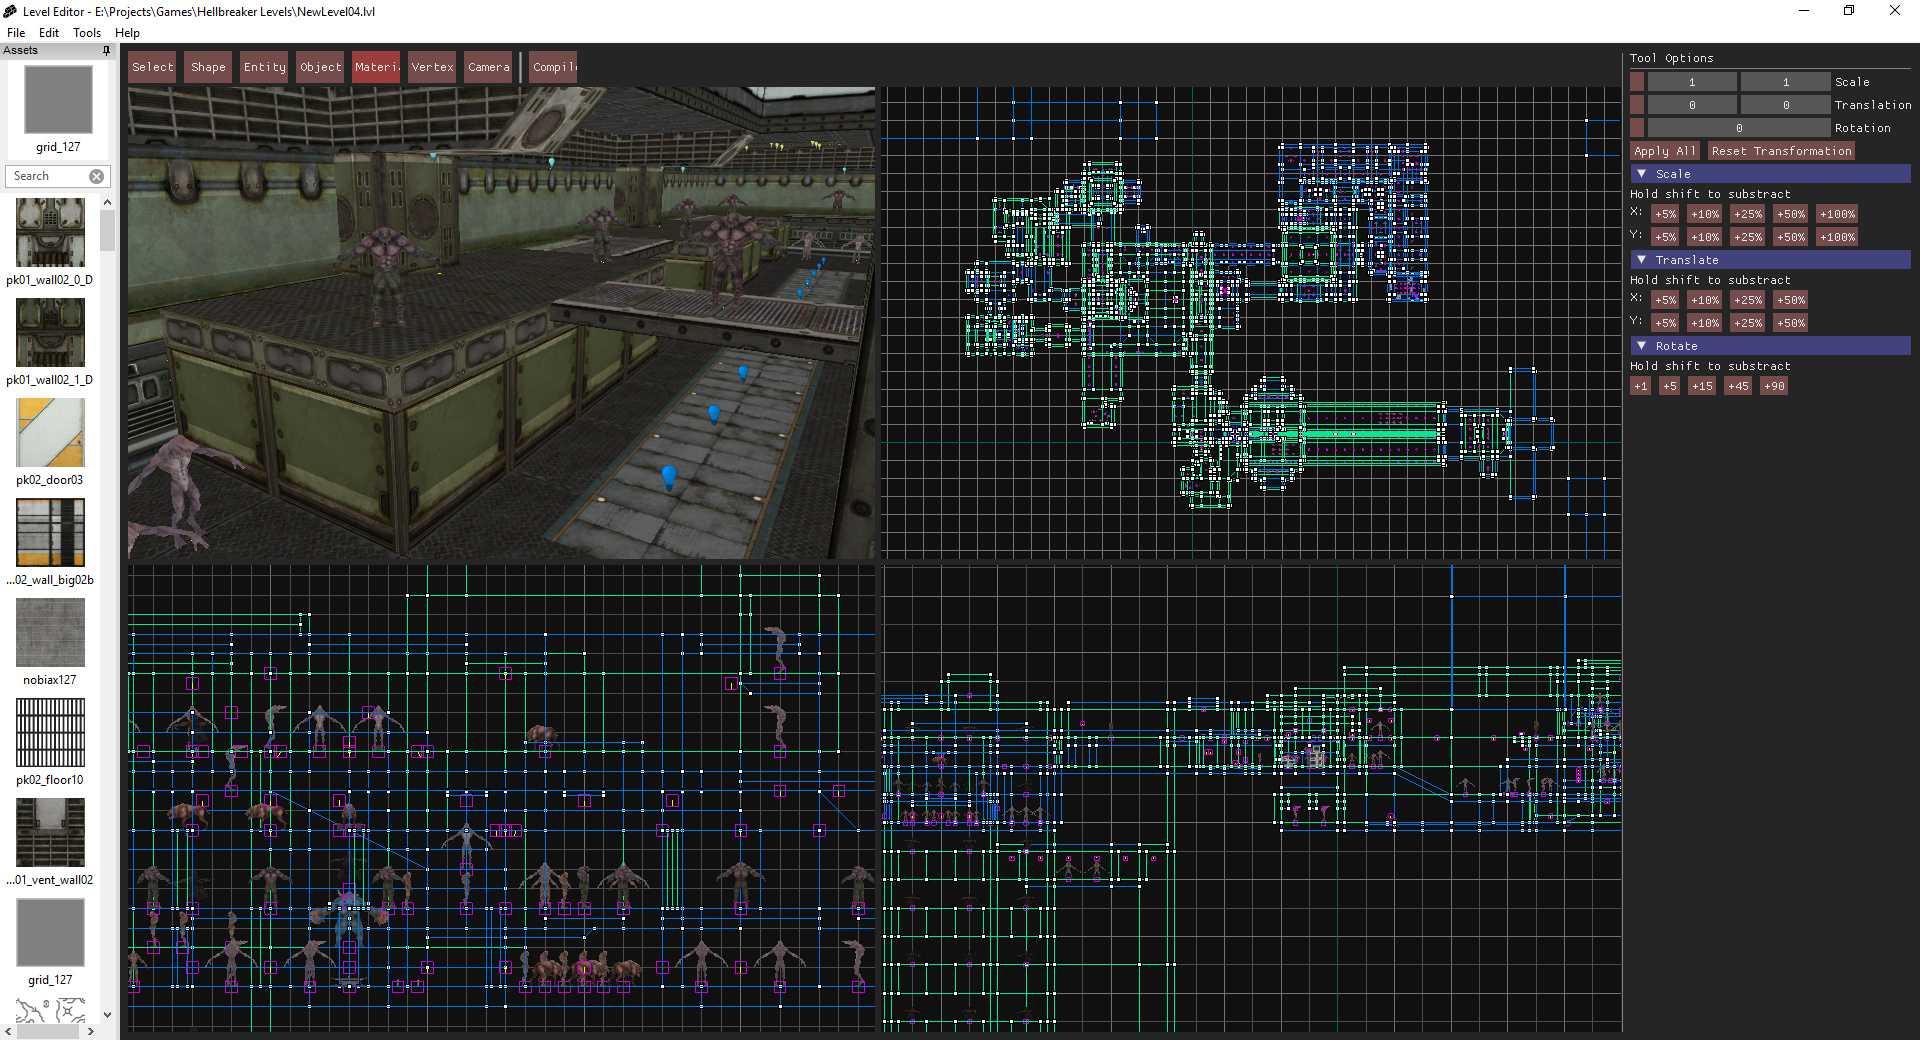 Level Editor - E:\Projects\Games\Hellbreaker Levels\NewLevel04.lvl
File Edit Tools Help
Assets
grid_127
Search
pk01_wall02_0_D
pk01_wall02_1_D
pk02_door03
...02_wall_big02b
nobiax127
pk02_floor10
...01_vent_wall02
grid_127
Select Shape Entity Object Materi Vertex Camera Compil
Tool Options
1 1 Scale
0 0 Translation
0 Rotation
Apply All Reset Transformation
Scale
Hold shift to substract
X: +5% +10% +25% +50% +100%
Y: +5% +10% +25% +50% +100%
Translate
Hold shift to substract
X: +5% +10% +25% +50%
Y: +5% +10% +25% +50%
Rotate
Hold shift to substract
+1 +5 +15 +45 +90